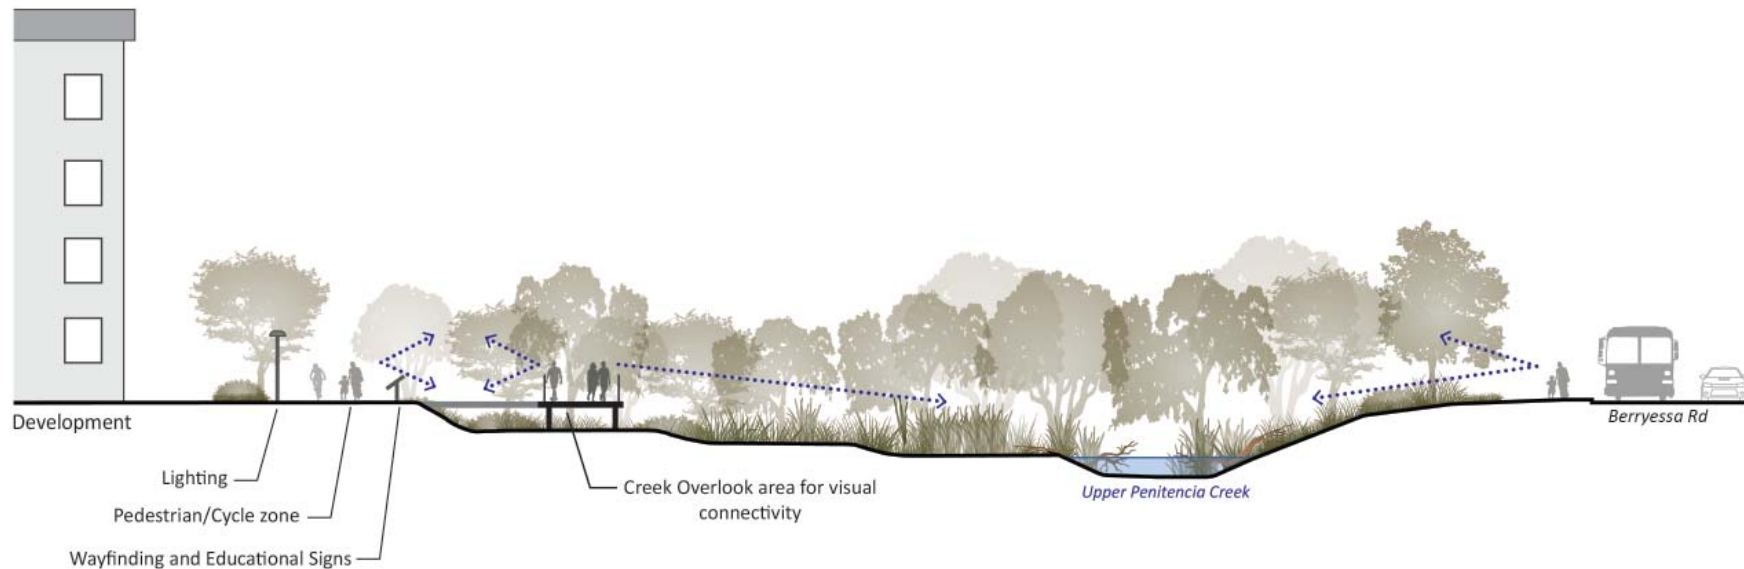 Development
Berryessa Rd
Lighting
Pedestrian/Cycle zone
Wayfinding and Educational Signs
Creek Overlook area for visual
connectivity
Upper Penitencia Creek